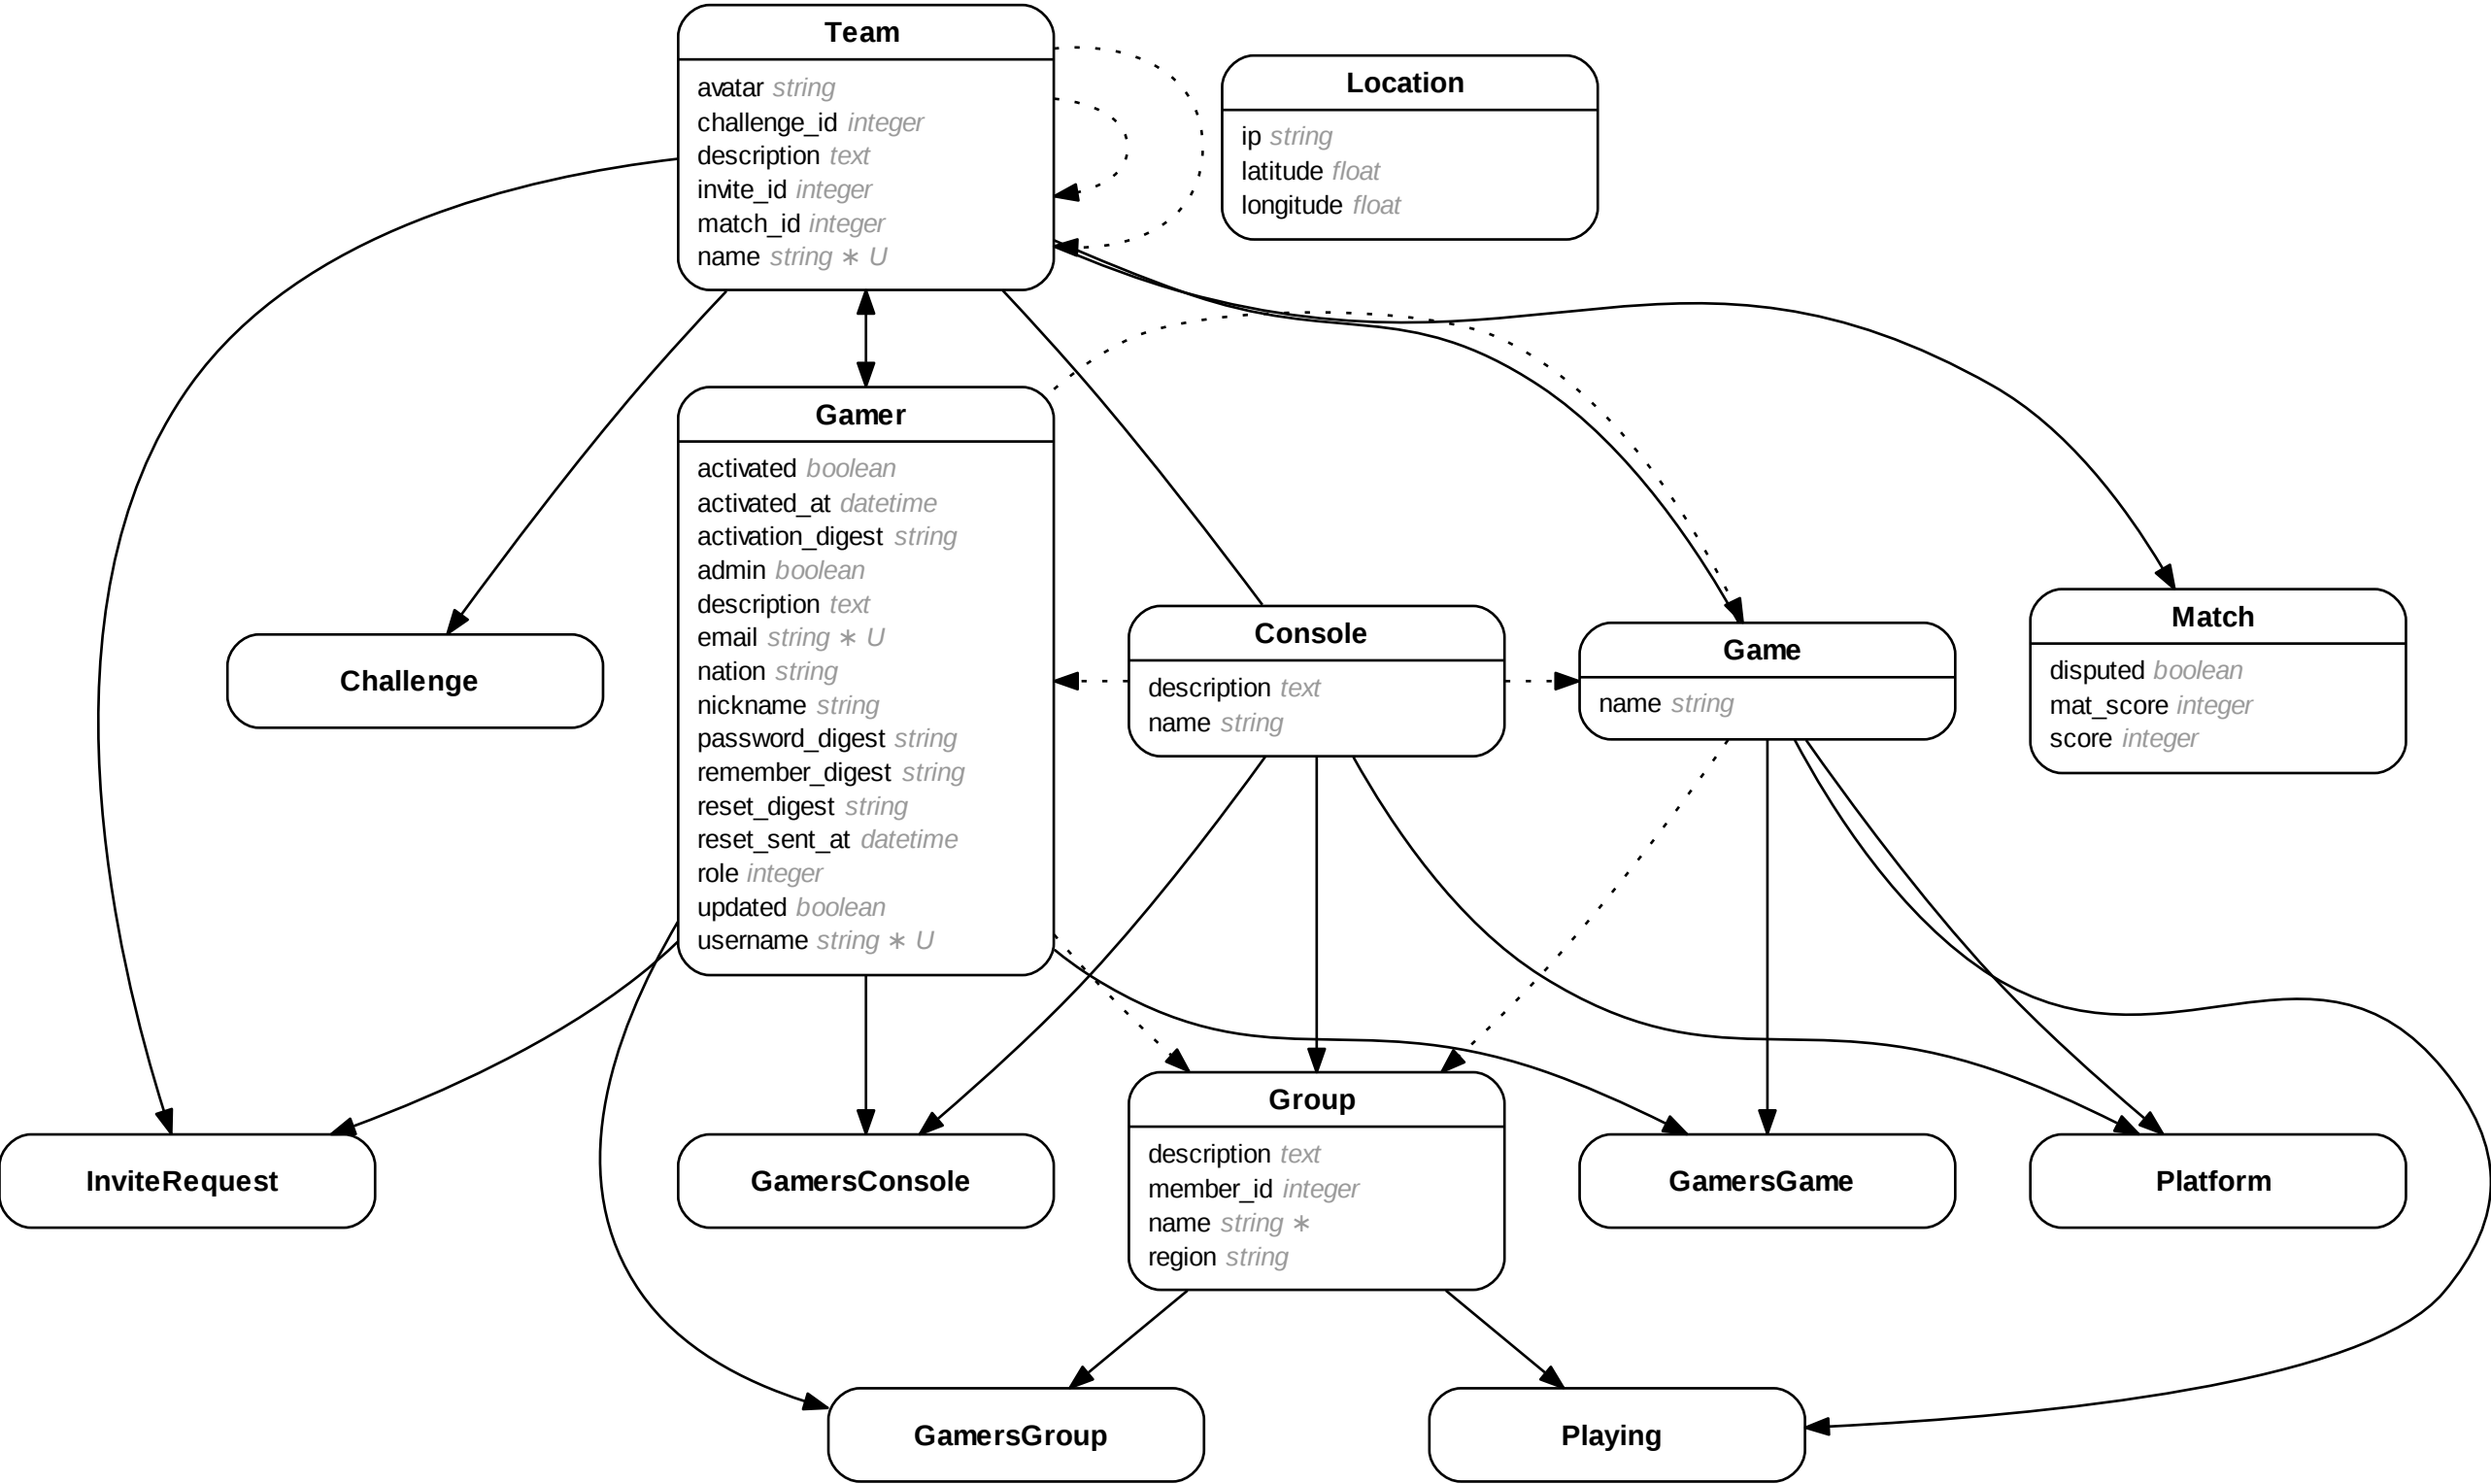 Team
avatar string
challenge_id integer
description text
invite_id integer
match_id integer
name string ∗ U
Location
ip string
latitude float
longitude float
Gamer
activated boolean
activated_at datetime
activation_digest string
admin boolean
description text
email string ∗ U
nation string
nickname string
password_digest string
remember_digest string
reset_digest string
reset_sent_at datetime
role integer
updated boolean
username string ∗ U
Challenge
Console
description text
name string
Game
name string
Match
disputed boolean
mat_score integer
score integer
InviteRequest
GamersConsole
Group
description text
member_id integer
name string ∗
region string
GamersGame
Platform
GamersGroup
Playing